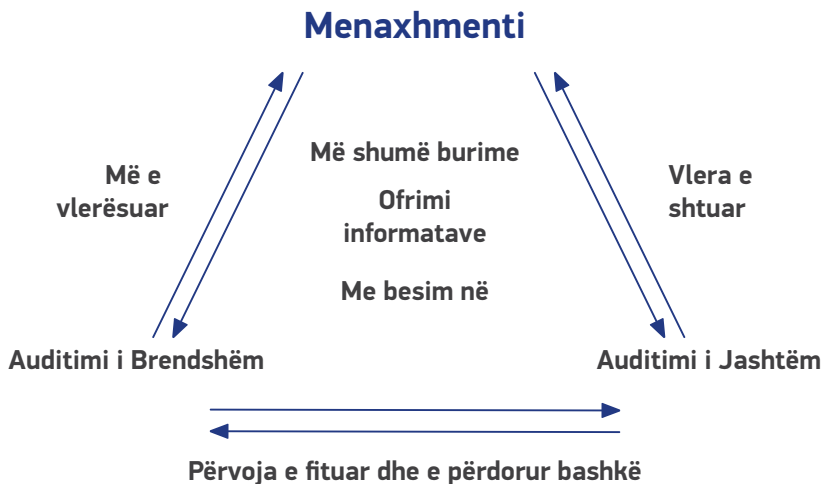 Menaxhmenti
Më shumë burime
Më e
vlerësuar
Vlera e
shtuar
Ofrimi
informatave
Me besim në
Auditimi i Brendshëm
Auditimi i Jashtëm
Përvoja e fituar dhe e përdorur bashkë